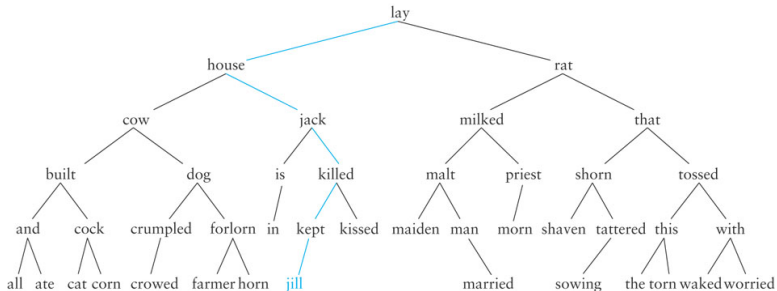 lay
house rat
cow jack milked that
built dog is killed malt priest shorn tossed
and cock crumpled forlorn in kept kissed maiden man morn shaven tattered this with
all ate cat corn crowed farmer horn jill married sowing the torn waked worried